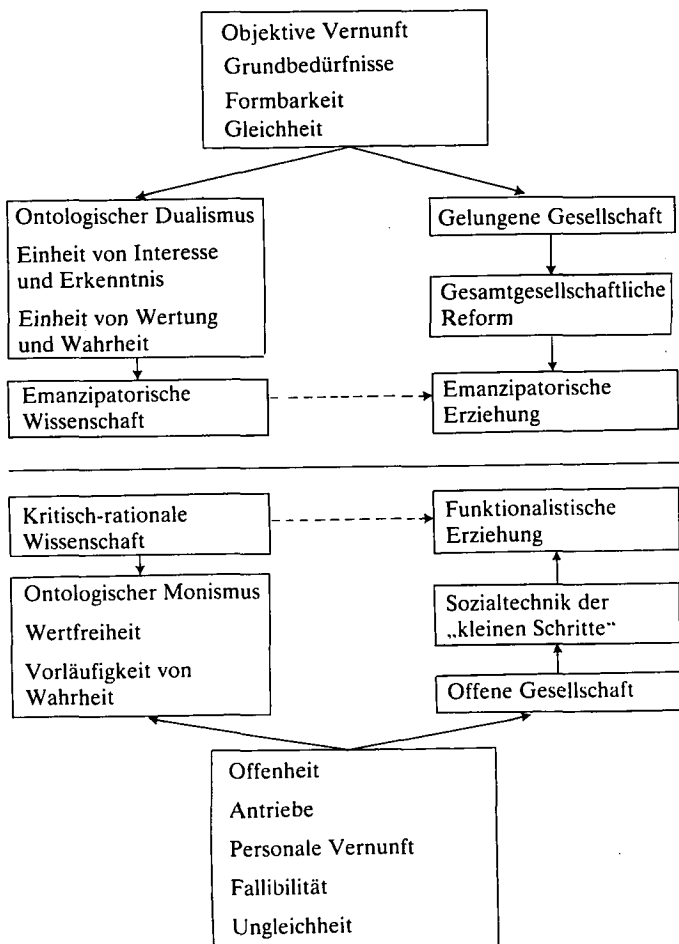 Objektive Vernunft
Grundbedürfnisse
Formbarkeit
Gleichheit
Ontologischer Dualismus
Einheit von Interesse
und Erkenntnis
Einheit von Wertung
und Wahrheit
Gelungene Gesellschaft
Gesamtgesellschaftliche
Reform
Emanzipatorische
Wissenschaft
Emanzipatorische
Erziehung
Kritisch-rationale
Wissenschaft
Funktionalistische
Erziehung
Ontologischer Monismus
Wertfreiheit
Vorläufigkeit von
Wahrheit
Sozialtechnik der
„kleinen Schritte“
Offene Gesellschaft
Offenheit
Antriebe
Personale Vernunft
Fallibilität
Ungleichheit